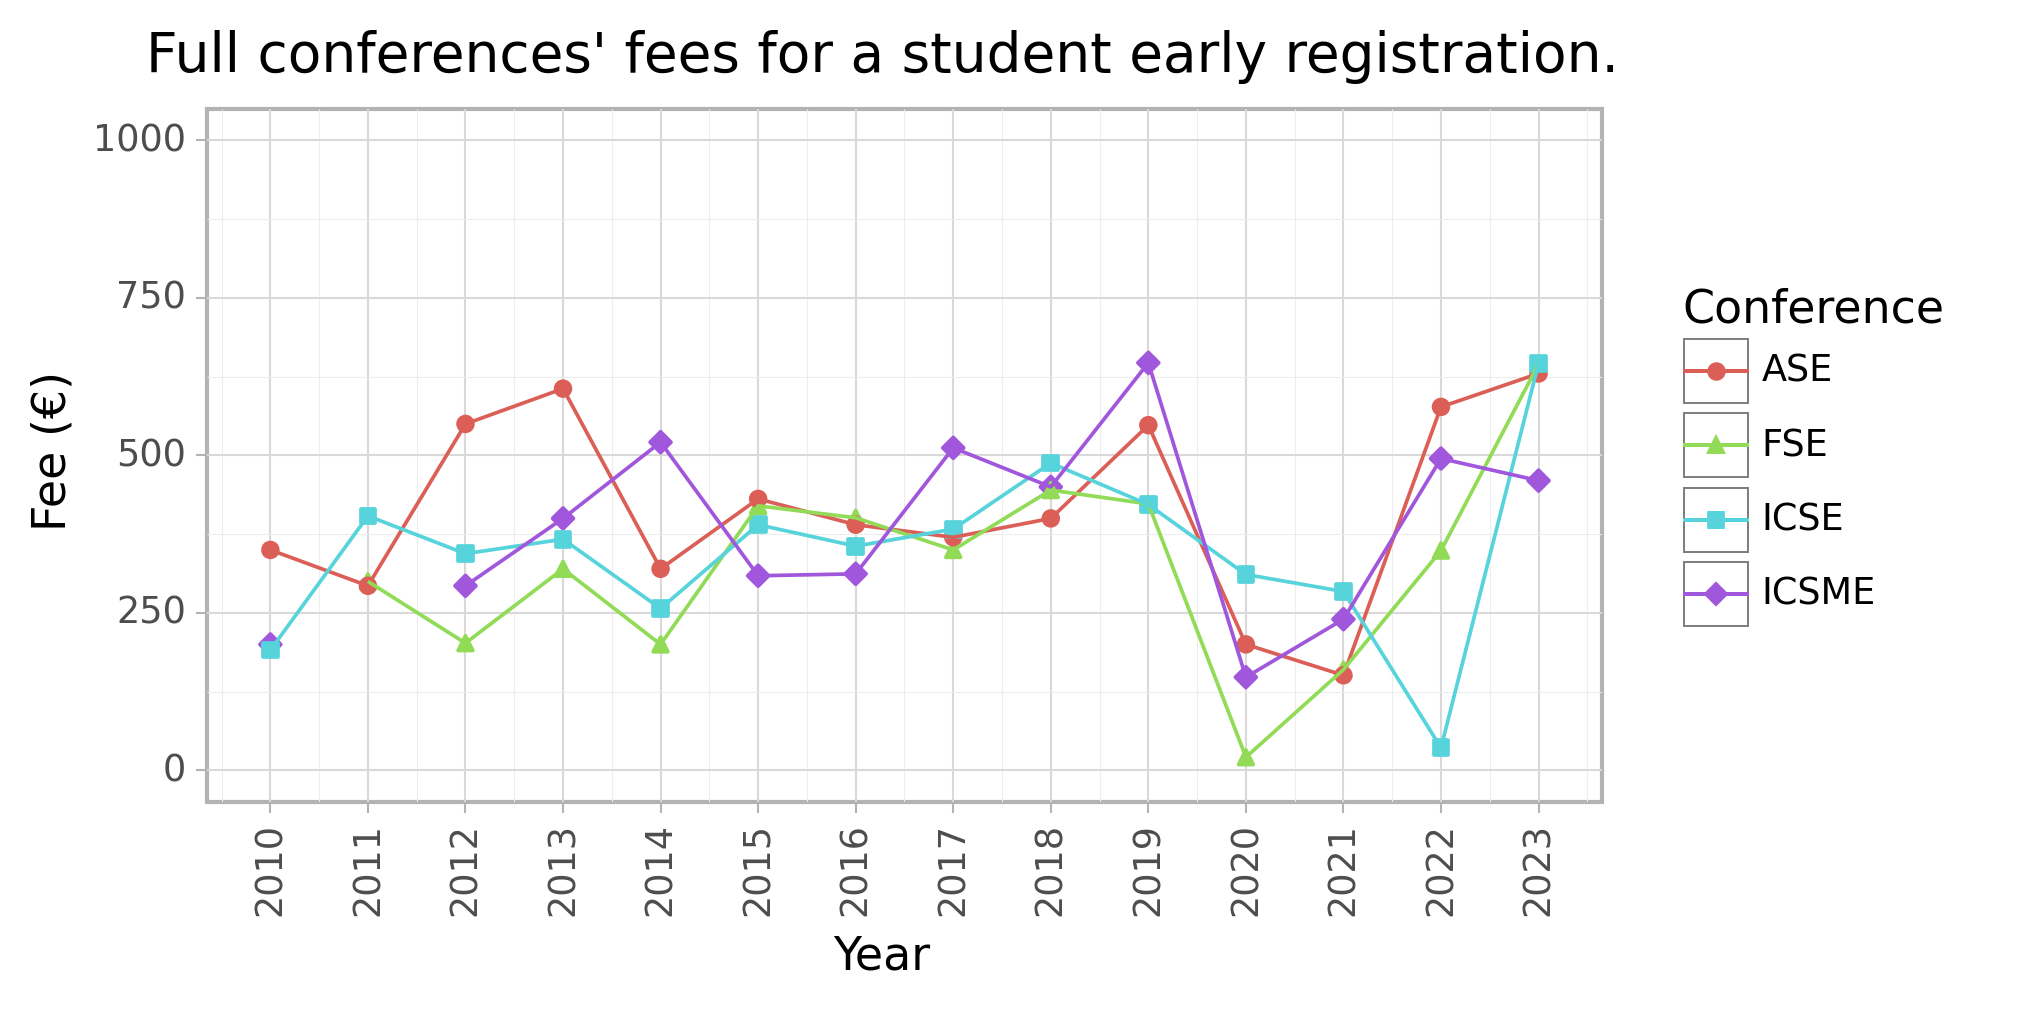 Full conferences' fees for a student early registration.
1000
750
500
250
0
Fee (€)
2010
2011
2012
2013
2014
2015
2016
2017
2018
2019
2020
2021
2022
2023
Year
Conference
ASE
FSE
ICSE
ICSME